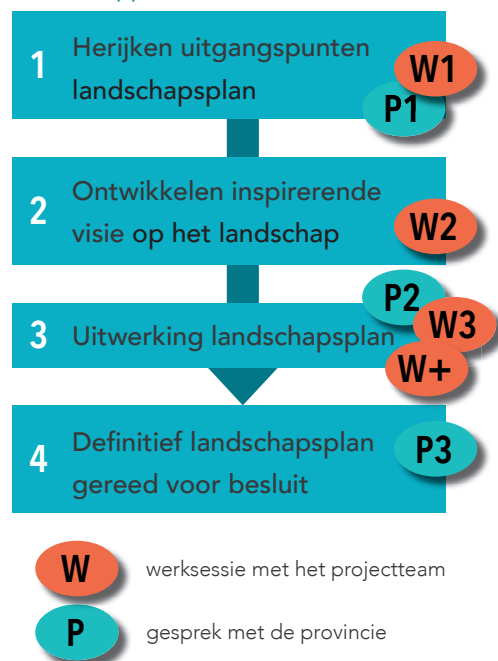 1
Herijken uitgangspunten
landschapsplan
W1
P1
2
Ontwikkelen inspirerende
visie op het landschap
W2
P2
3
Uitwerking landschapsplan
W3
W+
4
Definitief landschapsplan
gereed voor besluit
P3
W
werksessie met het projectteam
P
gesprek met de provincie